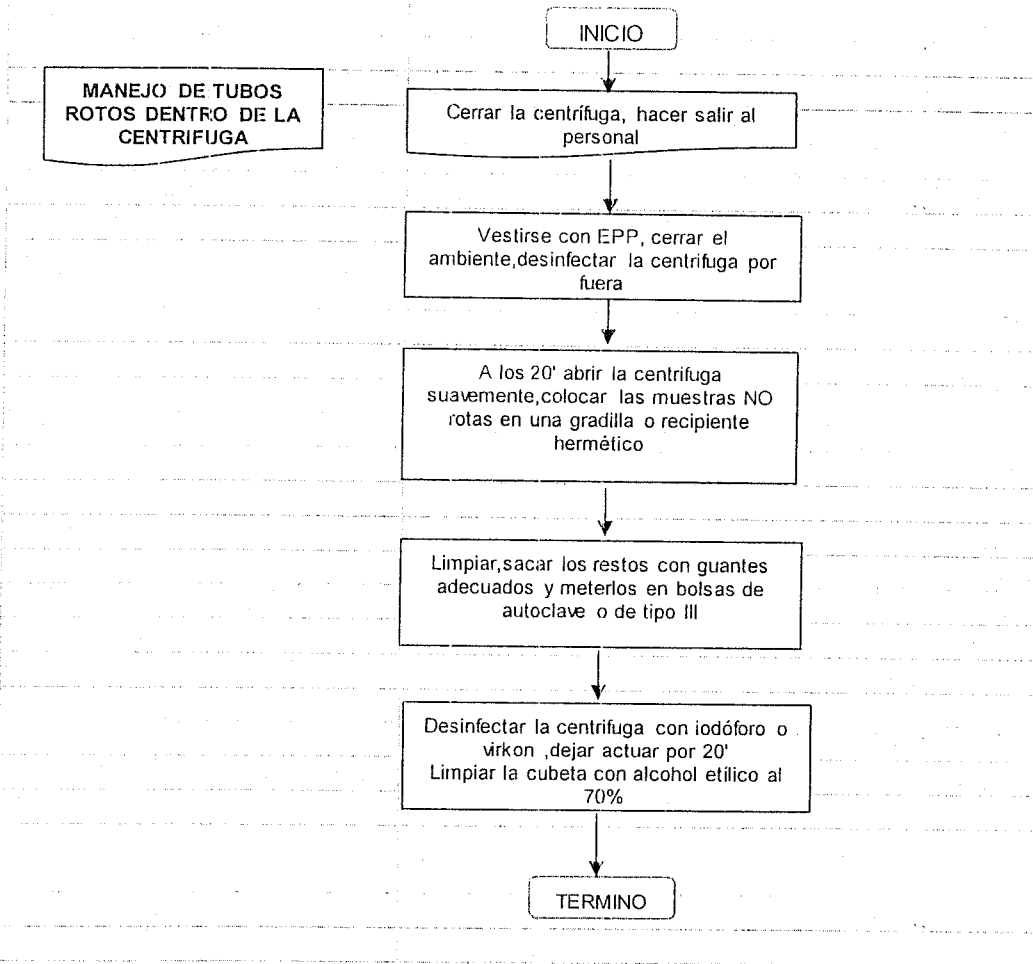 INICIO
MANEJO DE TUBOS
ROTOS DENTRO DE LA
CENTRIFUGA
Cerrar la centrífuga, hacer salir al
personal
Vestirse con EPP, cerrar el
ambiente,desinfectar la centrifuga por
fuera
A los 20' abrir la centrifuga
suavemente,colocar las muestras NO
rotas en una gradilla o recipiente
hermético
Limpiar,sacar los restos con guantes
adecuados y meterlos en bolsas de
autoclave o de tipo III
Desinfectar la centrifuga con iodóforo o
virkon ,dejar actuar por 20'
Limpiar la cubeta con alcohol etílico al
70%
TERMINO